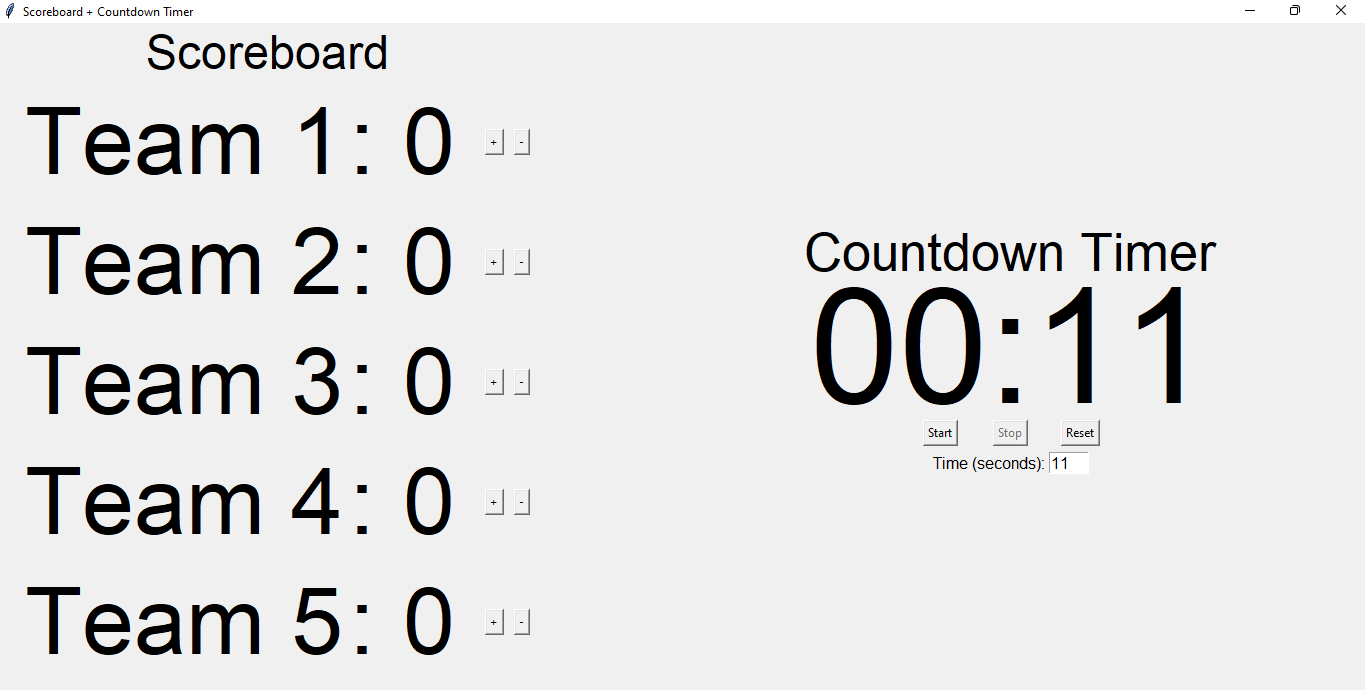 Scoreboard + Countdown Timer
Scoreboard
Team 1: 0 + -
Team 2: 0 + -
Team 3: 0 + -
Team 4: 0 + -
Team 5: 0 + -
Countdown Timer
00:11
Start Stop Reset
Time (seconds): 11